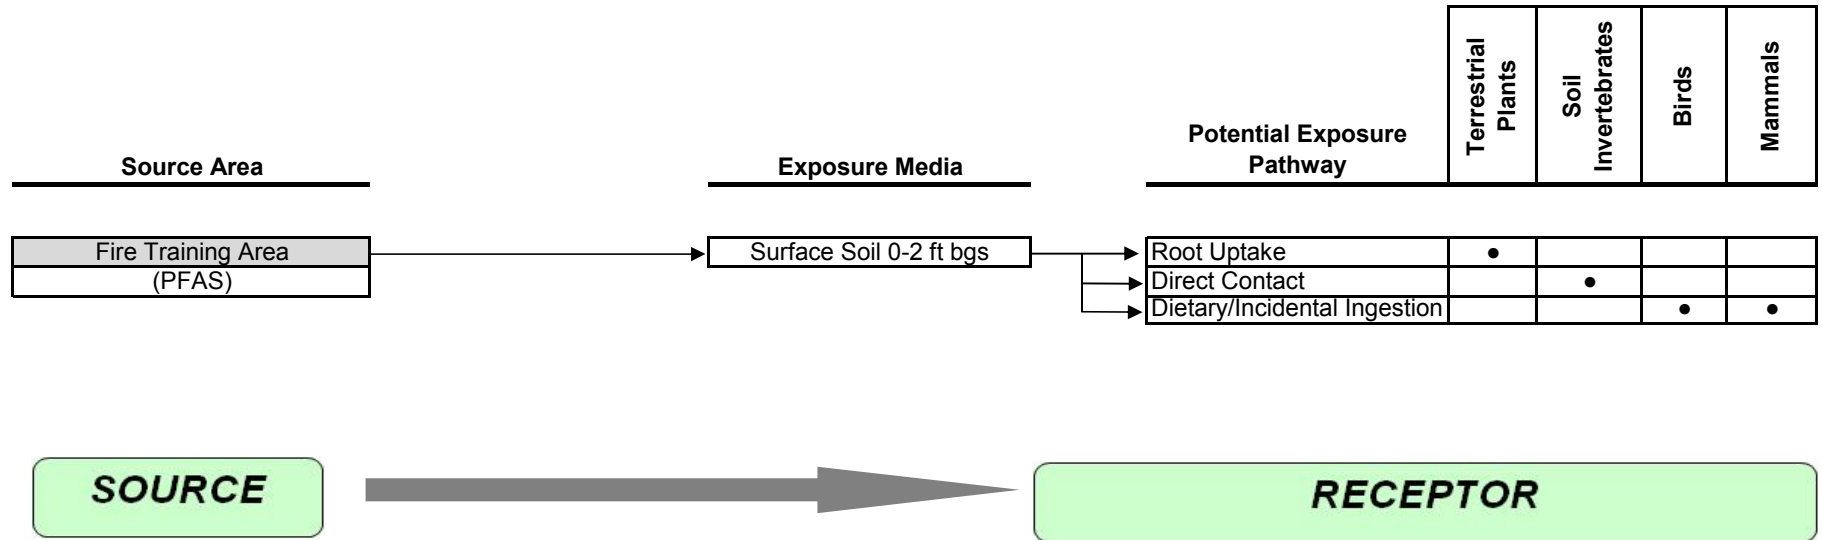 Terrestrial
Plants
Soil
Invertebrates
Birds
Mammals
Source Area
Exposure Media
Potential Exposure
Pathway
Fire Training Area
(PFAS)
Surface Soil 0-2 ft bgs
Root Uptake ●
Direct Contact ●
Dietary/Incidental Ingestion ● ●
SOURCE
RECEPTOR